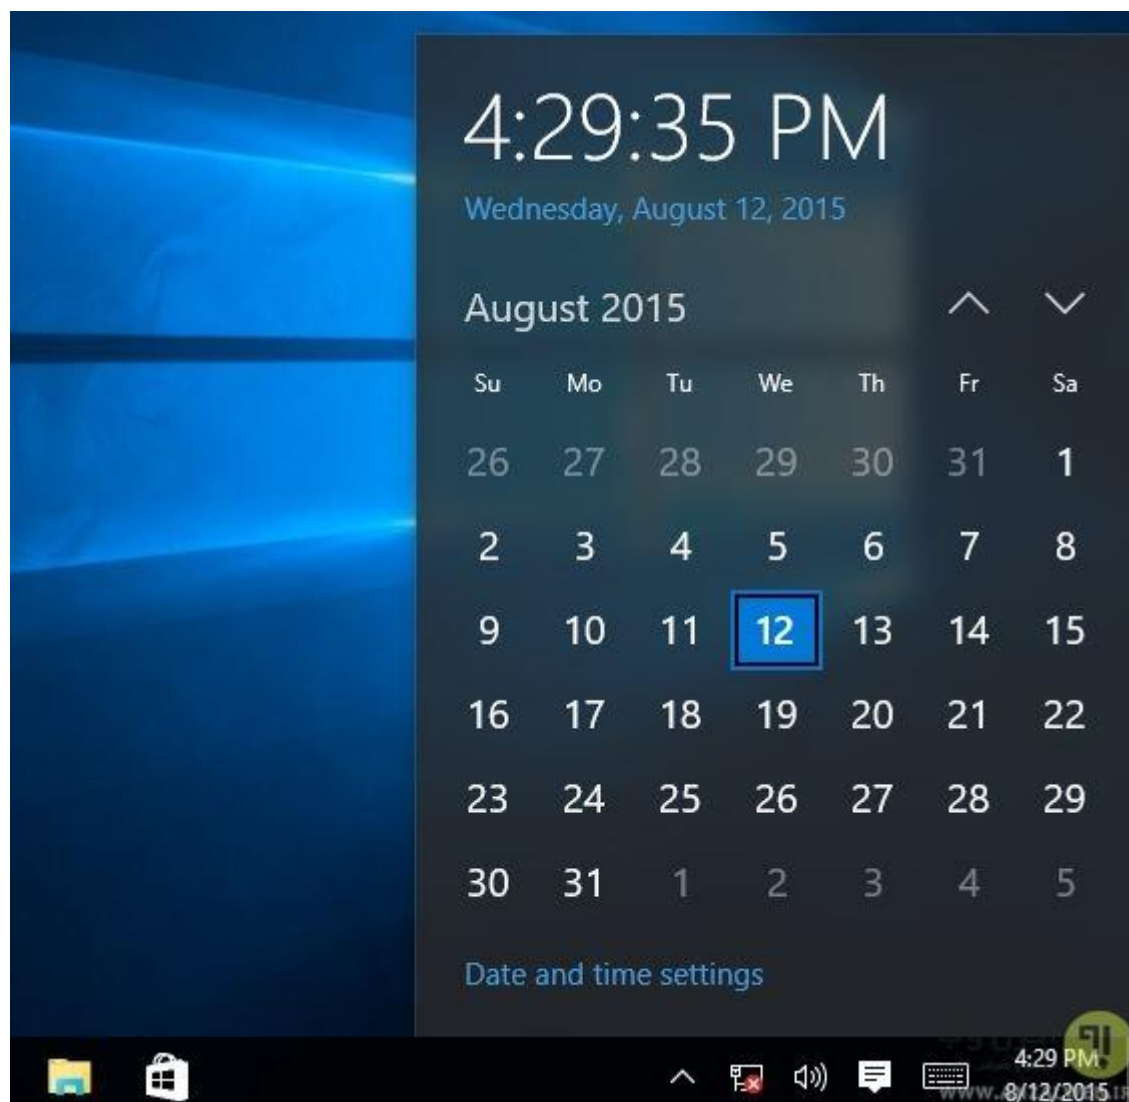 4:29:35 PM
Wednesday, August 12, 2015
August 2015
Su Mo Tu We Th Fr Sa
26 27 28 29 30 31 1
2 3 4 5 6 7 8
9 10 11 12 13 14 15
16 17 18 19 20 21 22
23 24 25 26 27 28 29
30 31 1 2 3 4 5
Date and time settings
4:29 PM
8/12/2015